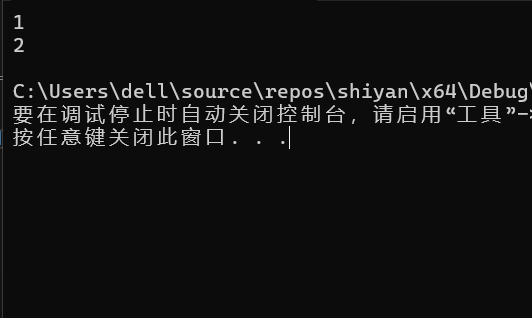 1
2
C:\Users\dell\source\repos\shiyan\x64\Debug\
要在调试停止时自动关闭控制台，请启用“工具”->
按任意键关闭此窗口. . .